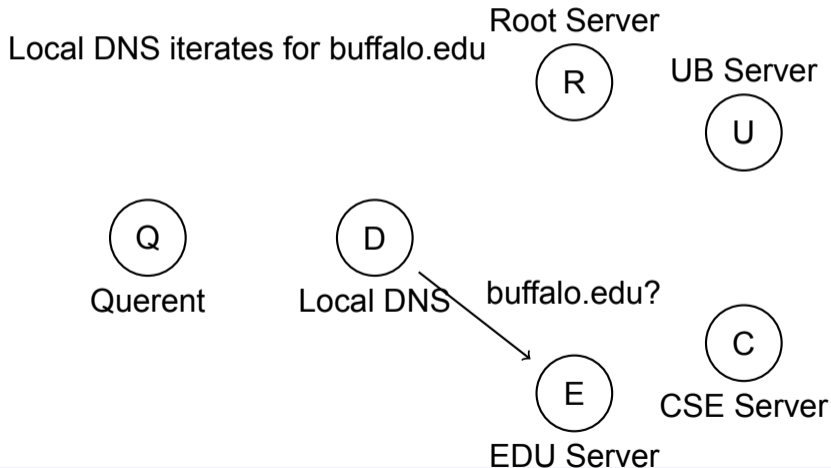 Root Server
Local DNS iterates for buffalo.edu
UB Server
R
U
Q
D
Querent
Local DNS
buffalo.edu?
C
E
CSE Server
EDU Server